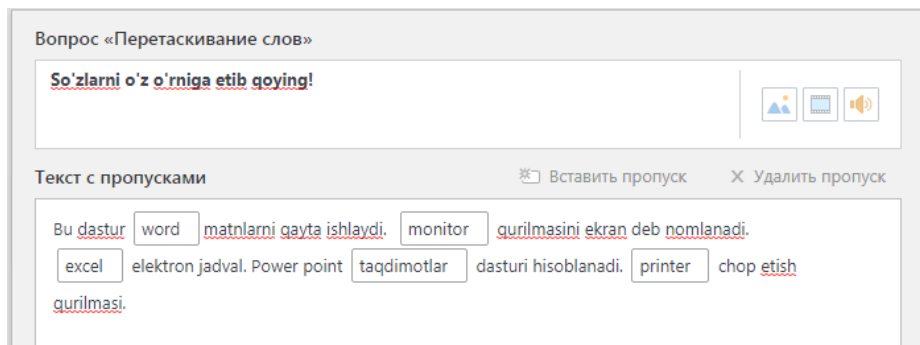 Вопрос «Перетаскивание слов»
So'zlarni o'z o'rniga etib qoying!
Текст с пропусками
Вставить пропуск
Удалить пропуск
Bu dastur word matnlarni qayta ishlaydi. monitor qurilmasini ekran deb nomlanadi.
excel elektron jadval. Power point taqdimotlar dasturi hisoblanadi. printer chop etish
qurilmasi.